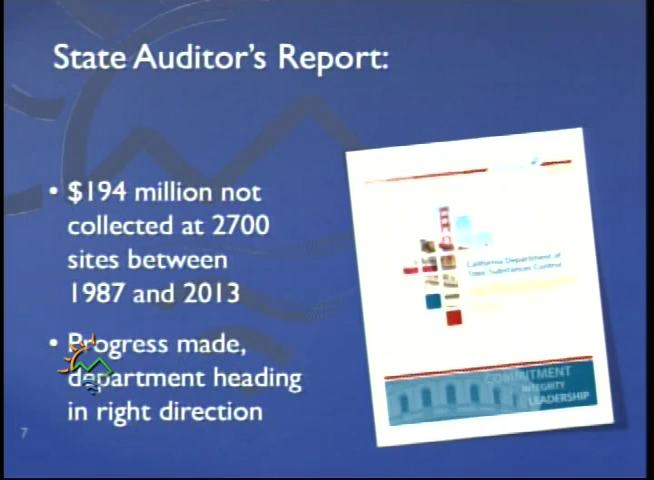 State Auditor's Report:
• $194 million not
collected at 2700
sites between
1987 and 2013
• Progress made,
department heading
in right direction
7
California Department of
Toxic Substances Control
COMMITMENT
INTEGRITY
LEADERSHIP